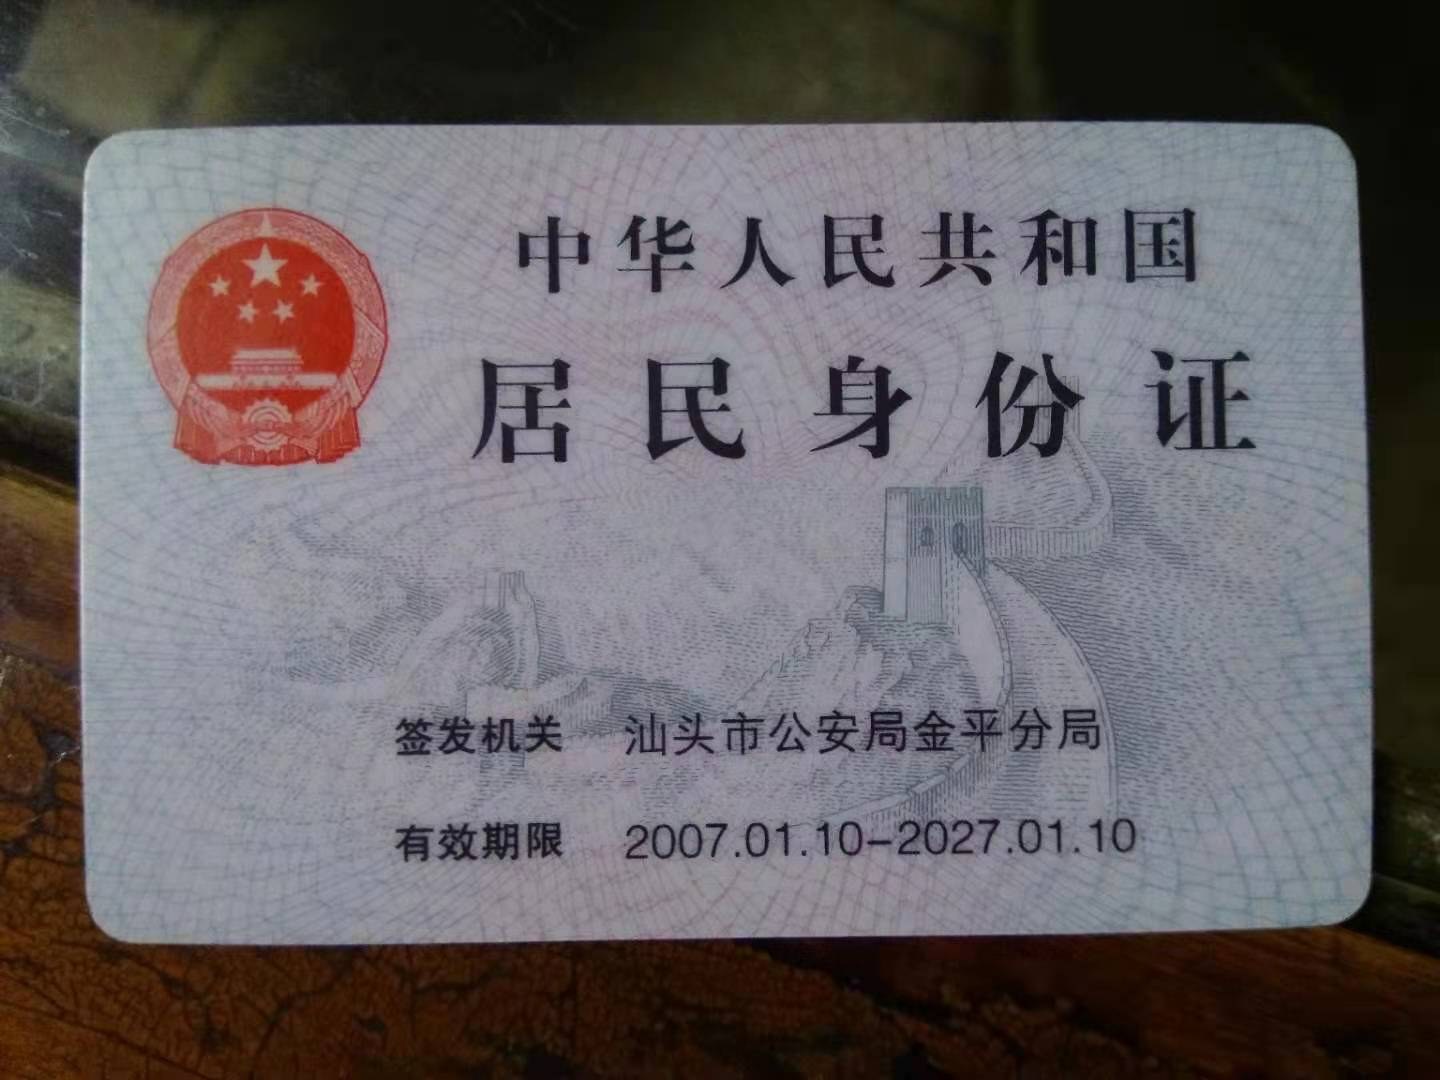 中华人民共和国
居民身份证
签发机关 汕头市公安局金平分局
有效期限 2007.01.10-2027.01.10